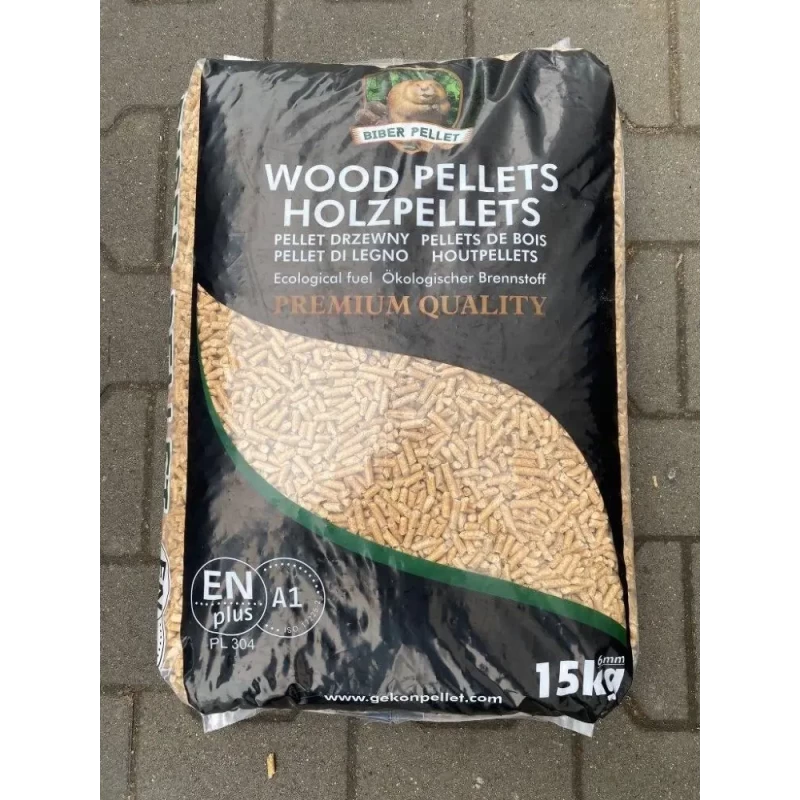 BIBER PELLET
WOOD PELLETS
HOLZPELLETS
PELLET DRZEWNY PELLETS DE BOIS
PELLET DI LEGNO HOUTPELLETS
Ecological fuel Ökologischer Brennstoff
PREMIUM QUALITY
EN
plus
A1
ISO
PL 304
6mm
15kg
www.gekonpellet.com